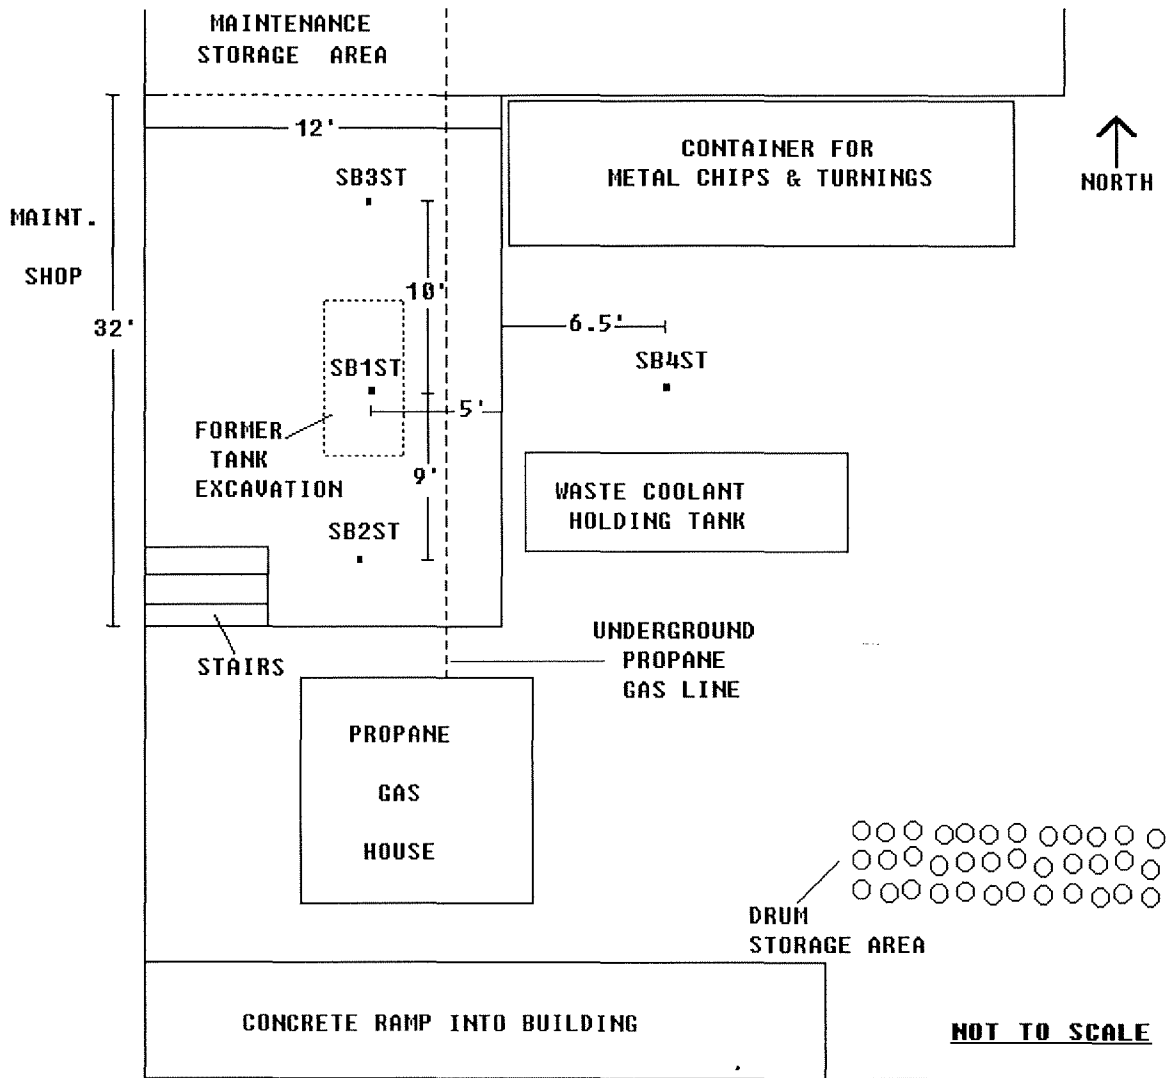 MAINTENANCE
STORAGE AREA
12'
CONTAINER FOR
METAL CHIPS & TURNINGS
NORTH
SB3ST
MAINT.
SHOP
10'
32'
6.5'
SB1ST
SB4ST
5'
FORMER
TANK
EXCAVATION
9'
WASTE COOLANT
HOLDING TANK
SB2ST
UNDERGROUND
PROPANE
GAS LINE
STAIRS
PROPANE
GAS
HOUSE
DRUM
STORAGE AREA
CONCRETE RAMP INTO BUILDING
NOT TO SCALE